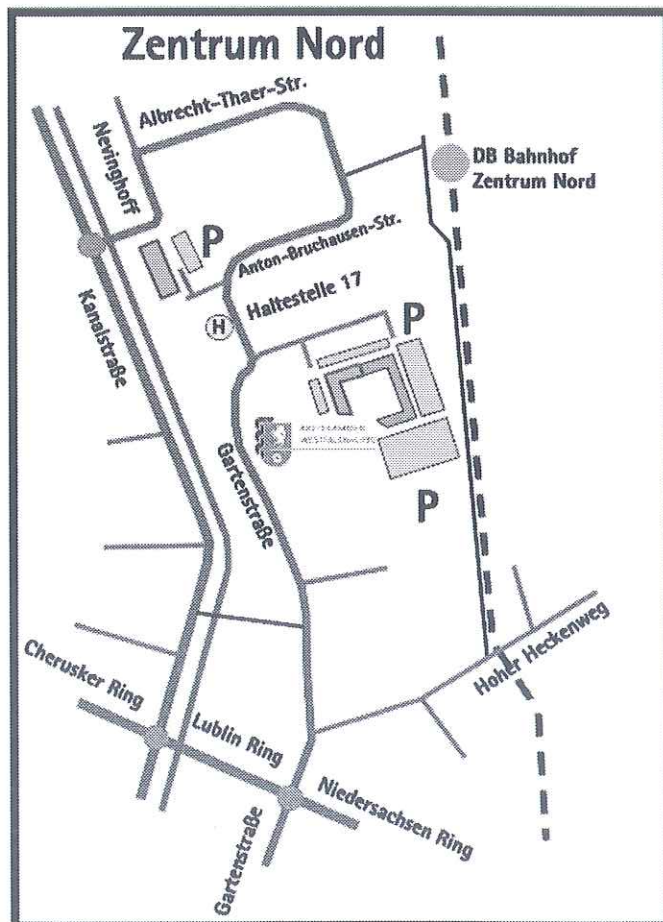 Zentrum Nord
Albrecht-Thaer-Str.
Nevinghoff
DB Bahnhof
Zentrum Nord
P
Anton-Bruchausen-Str.
Haltestelle 17
H
Kanalstraße
P
Gartenstraße
P
Hoher Heckenweg
Cherusker Ring
Lublin Ring
Niedersachsen Ring
Gartenstraße